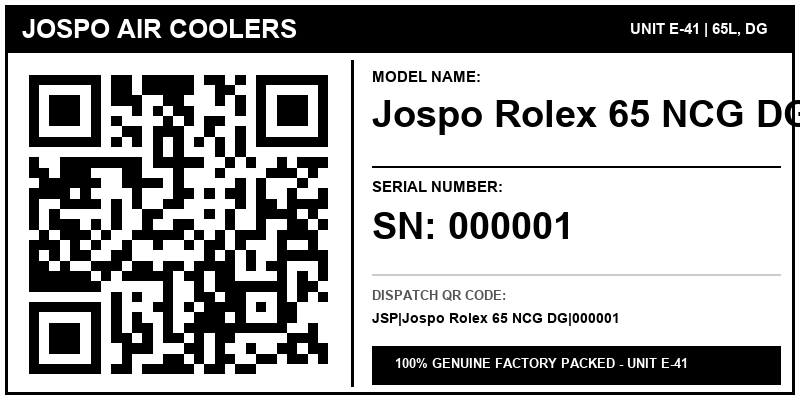 JOSPO AIR COOLERS
UNIT E-41 | 65L, DG
MODEL NAME:
Jospo Rolex 65 NCG DG
SERIAL NUMBER:
SN: 000001
DISPATCH QR CODE:
JSP|Jospo Rolex 65 NCG DG|000001
100% GENUINE FACTORY PACKED - UNIT E-41